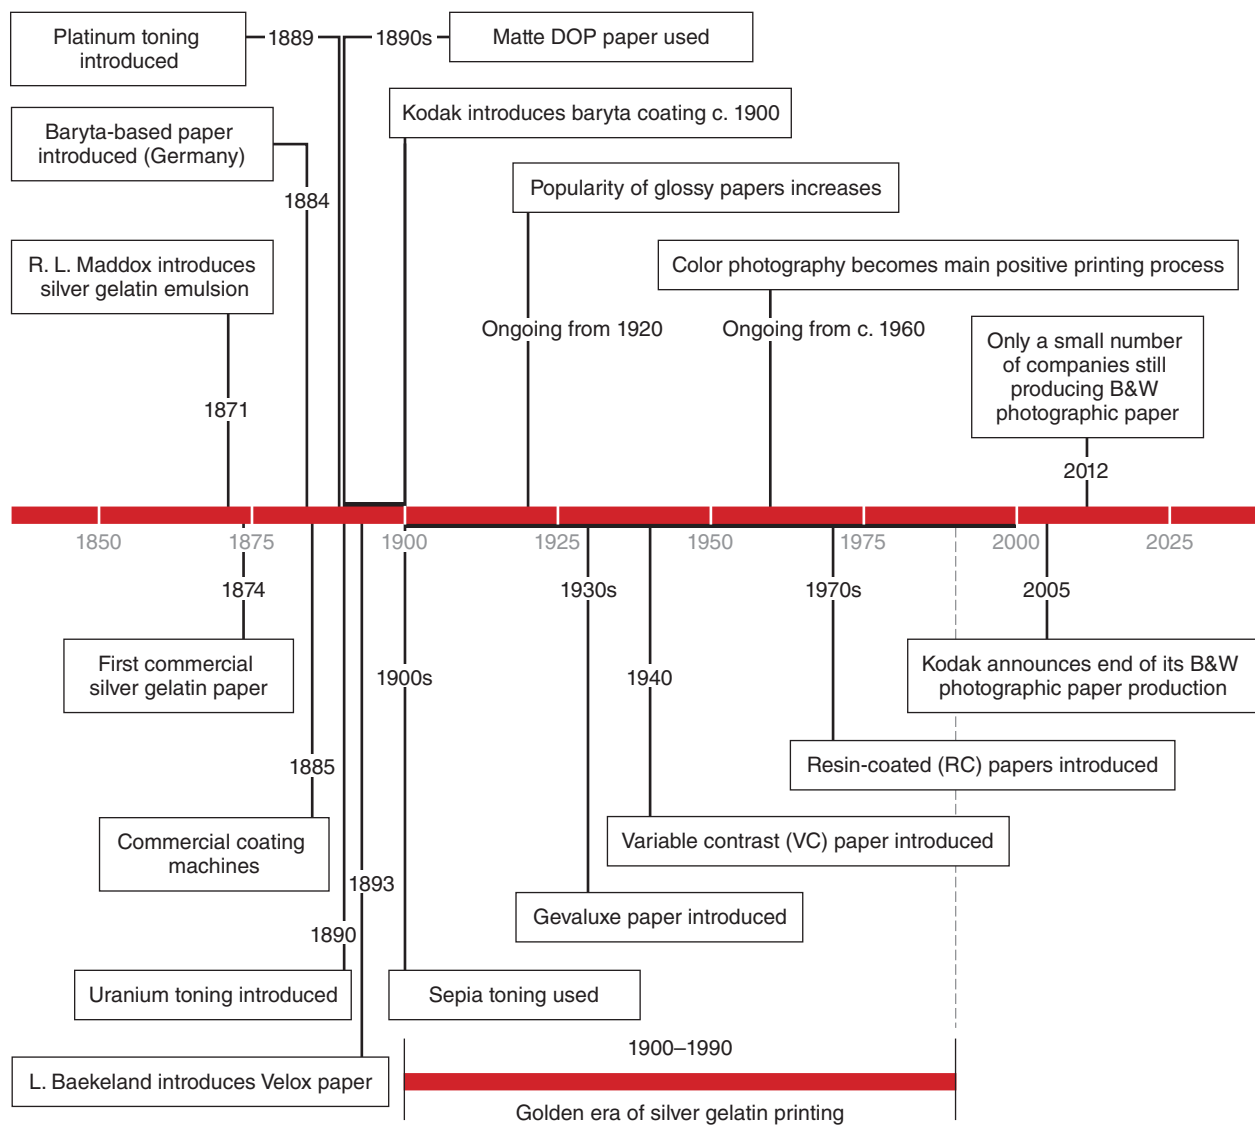 Platinum toning
introduced
1889
1890s
Matte DOP paper used
Kodak introduces baryta coating c. 1900
Baryta-based paper
introduced (Germany)
1884
Popularity of glossy papers increases
R. L. Maddox introduces
silver gelatin emulsion
Color photography becomes main positive printing process
Ongoing from 1920
Ongoing from c. 1960
Only a small number
of companies still
producing B&W
photographic paper
1871
2012
1850
1875
1900
1925
1950
1975
2000
2025
1874
1930s
1970s
2005
First commercial
silver gelatin paper
1900s
1940
Kodak announces end of its B&W
photographic paper production
1885
Resin-coated (RC) papers introduced
Commercial coating
machines
Variable contrast (VC) paper introduced
1893
1890
Gevaluxe paper introduced
Uranium toning introduced
Sepia toning used
1900–1990
L. Baekeland introduces Velox paper
Golden era of silver gelatin printing